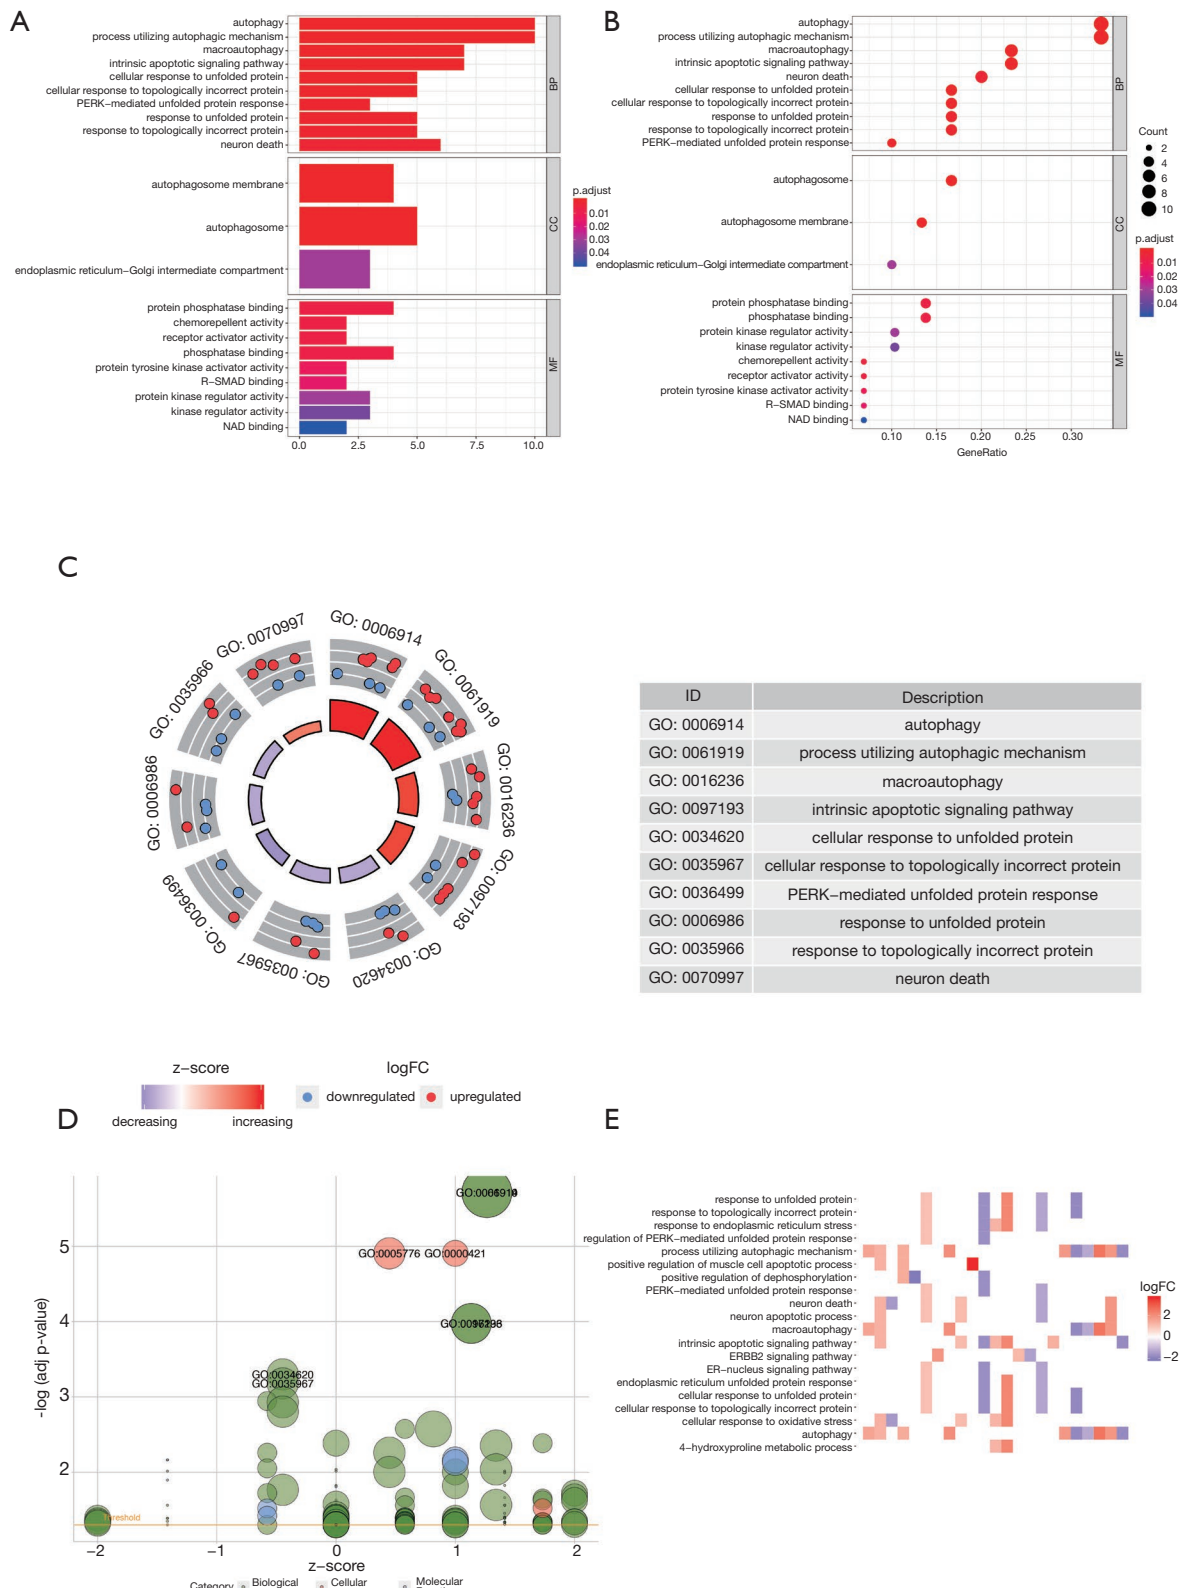 A
autophagy
process utilizing autophagic mechanism
macroautophagy
intrinsic apoptotic signaling pathway
cellular response to unfolded protein
cellular response to topologically incorrect protein
PERK−mediated unfolded protein response
response to unfolded protein
response to topologically incorrect protein
neuron death
BP
autophagosome membrane
autophagosome
endoplasmic reticulum−Golgi intermediate compartment
CC
protein phosphatase binding
chemorepellent activity
receptor activator activity
phosphatase binding
protein tyrosine kinase activator activity
R−SMAD binding
protein kinase regulator activity
kinase regulator activity
NAD binding
MF
0.0 2.5 5.0 7.5 10.0
p.adjust
0.01
0.02
0.03
0.04
B
autophagy
process utilizing autophagic mechanism
macroautophagy
intrinsic apoptotic signaling pathway
neuron death
cellular response to unfolded protein
cellular response to topologically incorrect protein
response to unfolded protein
response to topologically incorrect protein
PERK−mediated unfolded protein response
BP
autophagosome
autophagosome membrane
endoplasmic reticulum−Golgi intermediate compartment
CC
protein phosphatase binding
phosphatase binding
protein kinase regulator activity
kinase regulator activity
chemorepellent activity
receptor activator activity
protein tyrosine kinase activator activity
R−SMAD binding
NAD binding
MF
0.10 0.15 0.20 0.25 0.30
GeneRatio
Count
2
4
6
8
10
p.adjust
0.01
0.02
0.03
0.04
C
GO: 0006914
GO: 0061919
GO: 0016236
GO: 0097193
GO: 0034620
GO: 0035967
GO: 0036499
GO: 0006986
GO: 0035966
GO: 0070997
ID Description
GO: 0006914 autophagy
GO: 0061919 process utilizing autophagic mechanism
GO: 0016236 macroautophagy
GO: 0097193 intrinsic apoptotic signaling pathway
GO: 0034620 cellular response to unfolded protein
GO: 0035967 cellular response to topologically incorrect protein
GO: 0036499 PERK−mediated unfolded protein response
GO: 0006986 response to unfolded protein
GO: 0035966 response to topologically incorrect protein
GO: 0070997 neuron death
z−score
decreasing increasing
logFC
downregulated upregulated
D
-log (adj p-value)
5
4
3
2
GO:0005776 GO:0000421
GO:0034620
GO:0035967
Threshold
−2 −1 0 1 2
z−score
Category Biological Cellular Molecular
E
response to unfolded protein
response to topologically incorrect protein
response to endoplasmic reticulum stress
regulation of PERK−mediated unfolded protein response
process utilizing autophagic mechanism
positive regulation of muscle cell apoptotic process
positive regulation of dephosphorylation
PERK−mediated unfolded protein response
neuron death
neuron apoptotic process
macroautophagy
intrinsic apoptotic signaling pathway
ERBB2 signaling pathway
ER−nucleus signaling pathway
endoplasmic reticulum unfolded protein response
cellular response to unfolded protein
cellular response to topologically incorrect protein
cellular response to oxidative stress
autophagy
4−hydroxyproline metabolic process
logFC
2
0
−2